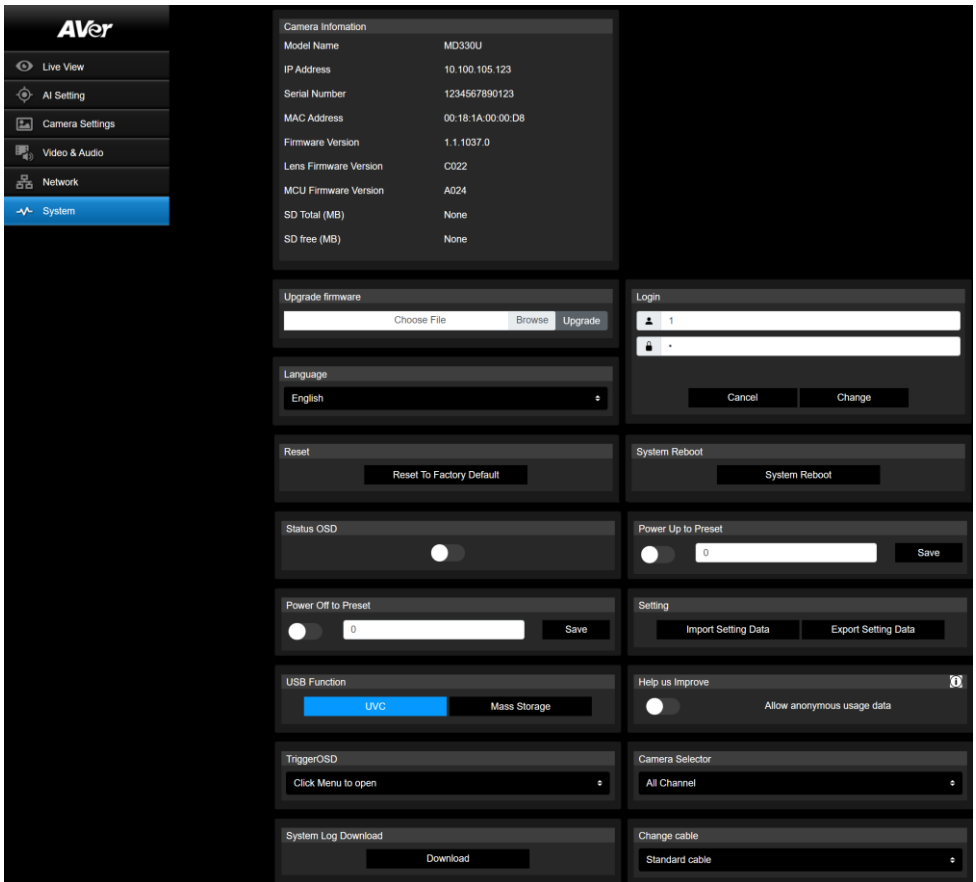 AVer
Live View
AI Setting
Camera Settings
Video & Audio
Network
System
Camera Infomation
Model Name MD330U
IP Address 10.100.105.123
Serial Number 1234567890123
MAC Address 00:18:1A:00:00:D8
Firmware Version 1.1.1037.0
Lens Firmware Version C022
MCU Firmware Version A024
SD Total (MB) None
SD free (MB) None
Upgrade firmware
Choose File Browse Upgrade
Login
1
Cancel Change
Language
English
Reset
Reset To Factory Default
System Reboot
System Reboot
Status OSD
Power Up to Preset
0 Save
Power Off to Preset
0 Save
Setting
Import Setting Data Export Setting Data
USB Function
UVC Mass Storage
Help us Improve
Allow anonymous usage data
TriggerOSD
Click Menu to open
Camera Selector
All Channel
System Log Download
Download
Change cable
Standard cable